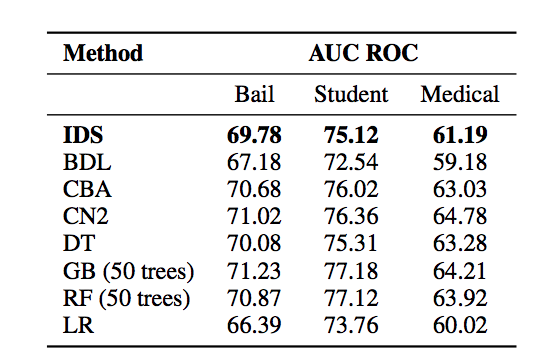 Method AUC ROC
Bail Student Medical
IDS 69.78 75.12 61.19
BDL 67.18 72.54 59.18
CBA 70.68 76.02 63.03
CN2 71.02 76.36 64.78
DT 70.08 75.31 63.28
GB (50 trees) 71.23 77.18 64.21
RF (50 trees) 70.87 77.12 63.92
LR 66.39 73.76 60.02